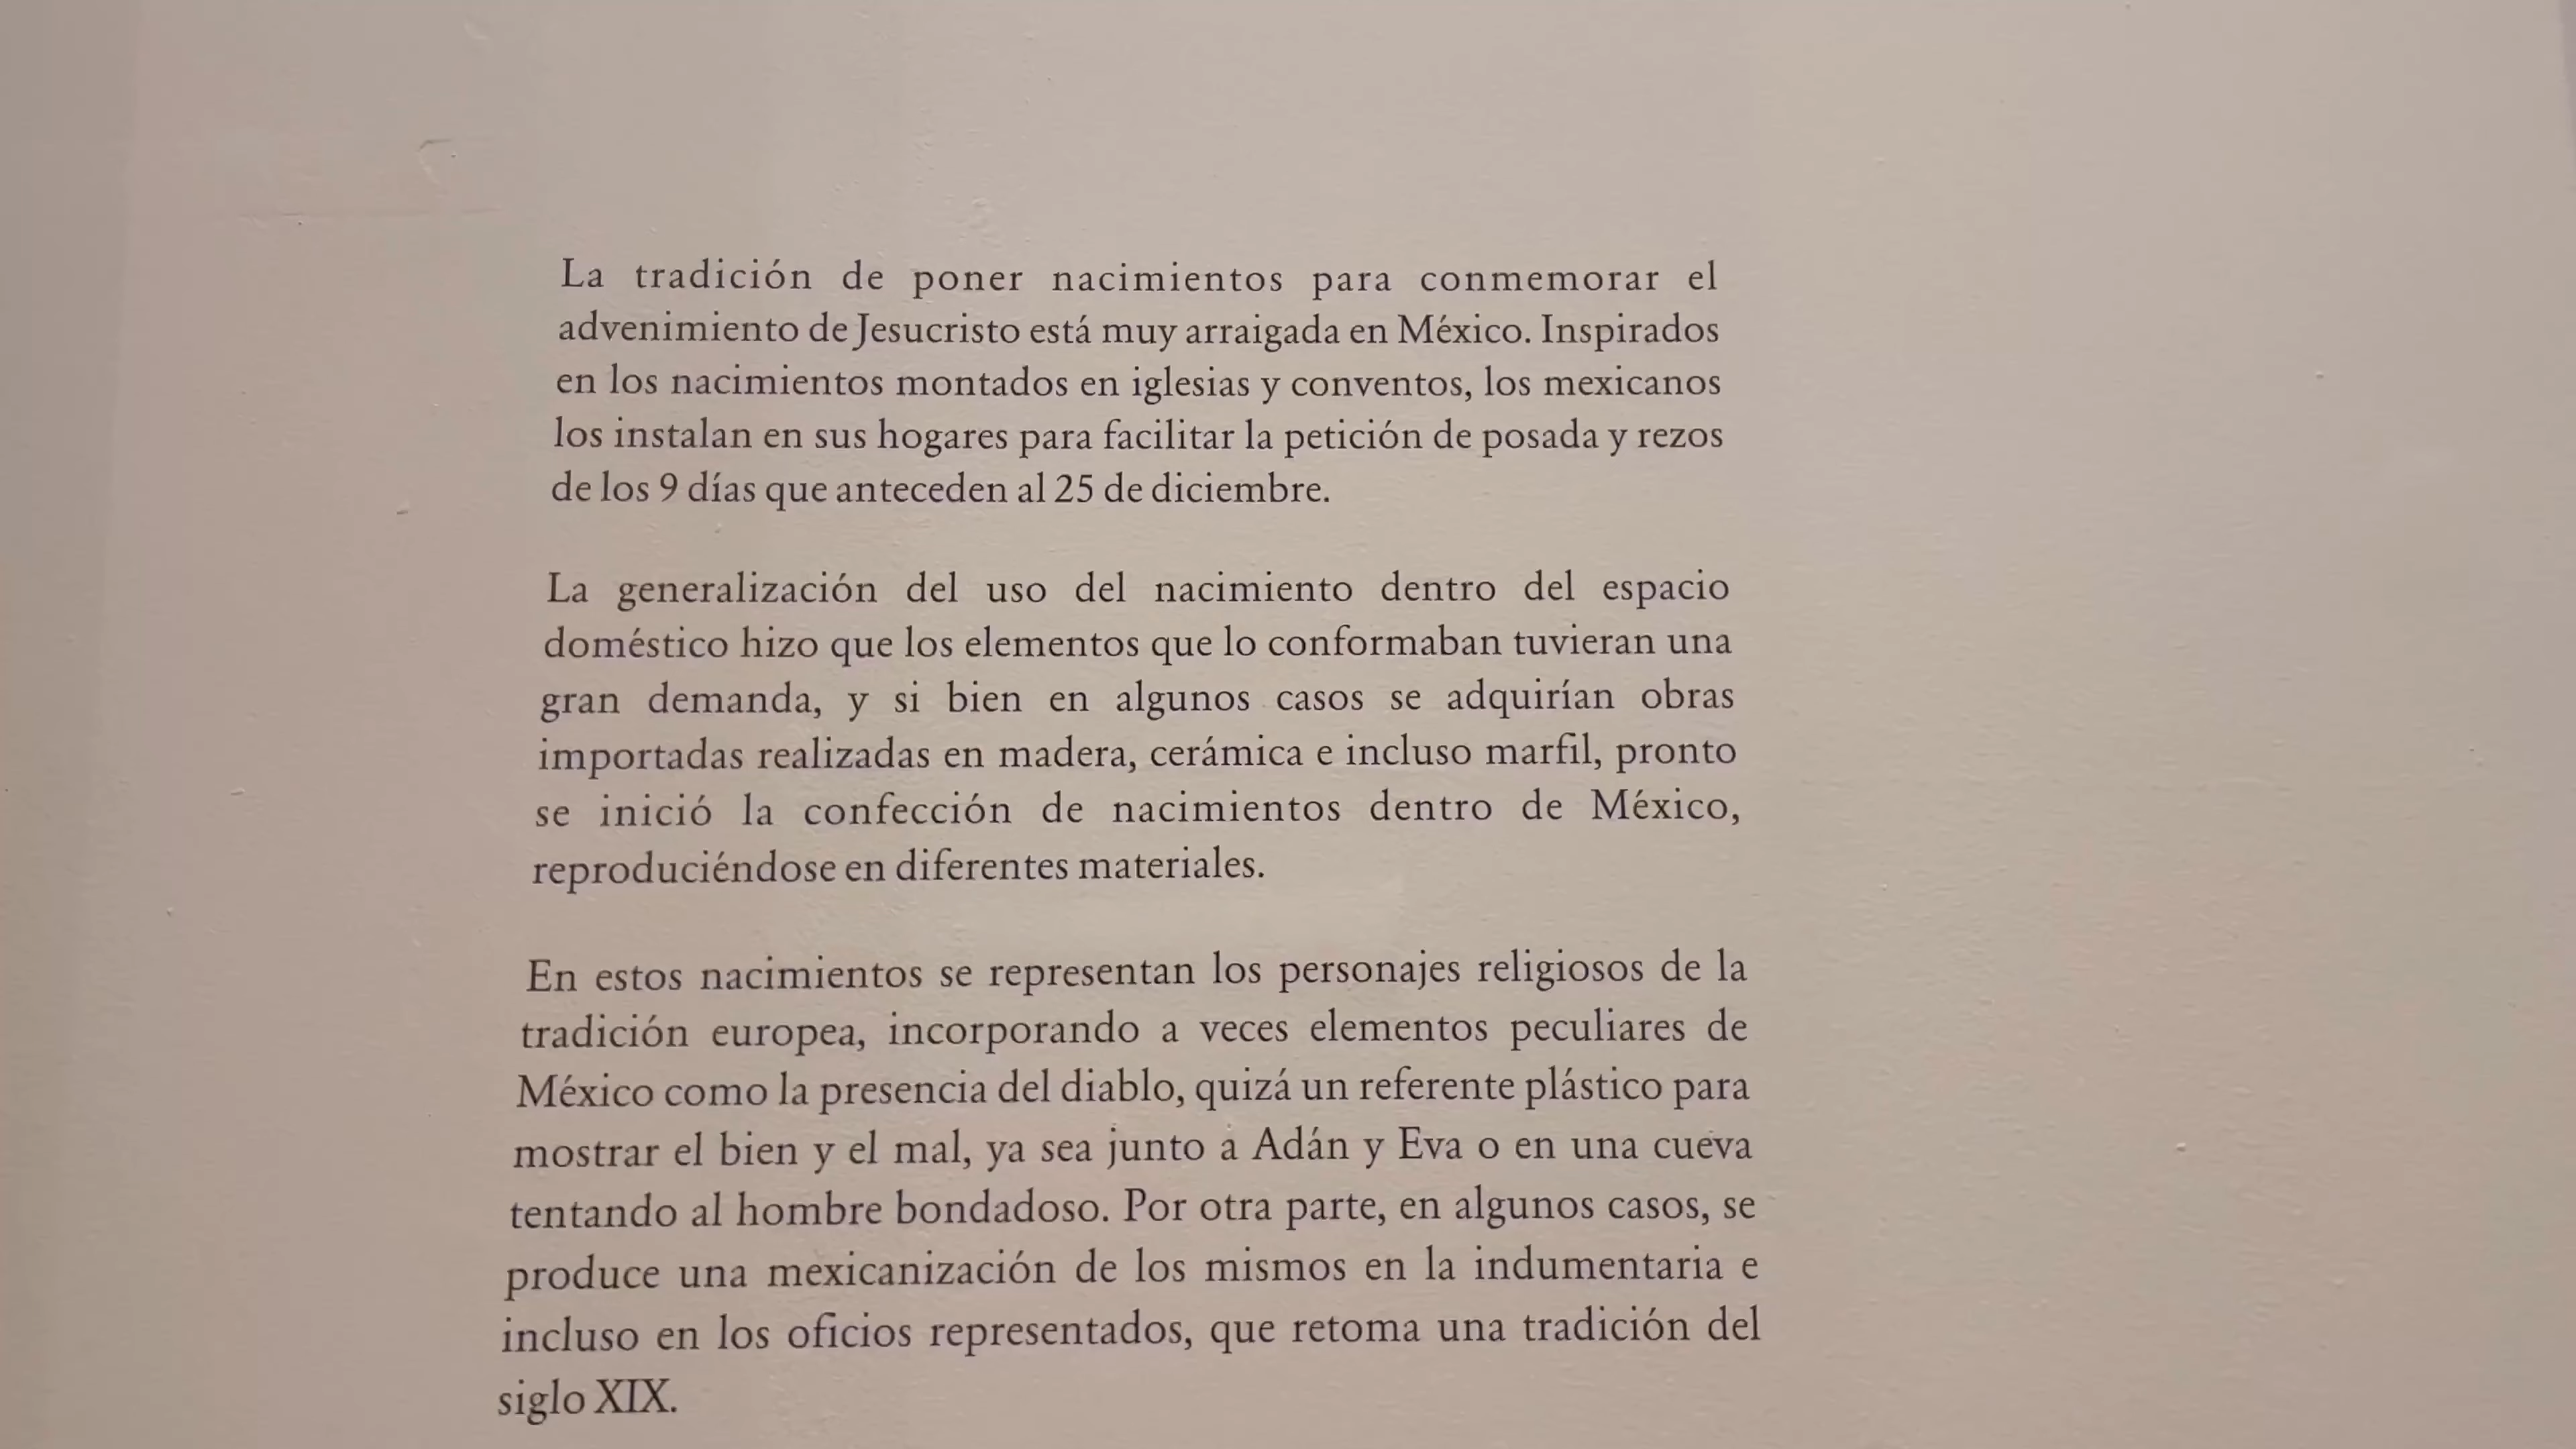 La tradición de poner nacimientos para conmemorar el
advenimiento de Jesucristo está muy arraigada en México. Inspirados
en los nacimientos montados en iglesias y conventos, los mexicanos
los instalan en sus hogares para facilitar la petición de posada y rezos
de los 9 días que anteceden al 25 de diciembre.
La generalización del uso del nacimiento dentro del espacio
doméstico hizo que los elementos que lo conformaban tuvieran una
gran demanda, y si bien en algunos casos se adquirían obras
importadas realizadas en madera, cerámica e incluso marfil, pronto
se inició la confección de nacimientos dentro de México,
reproduciéndose en diferentes materiales.
En estos nacimientos se representan los personajes religiosos de la
tradición europea, incorporando a veces elementos peculiares de
México como la presencia del diablo, quizá un referente plástico para
mostrar el bien y el mal, ya sea junto a Adán y Eva o en una cueva
tentando al hombre bondadoso. Por otra parte, en algunos casos, se
produce una mexicanización de los mismos en la indumentaria e
incluso en los oficios representados, que retoma una tradición del
siglo XIX.